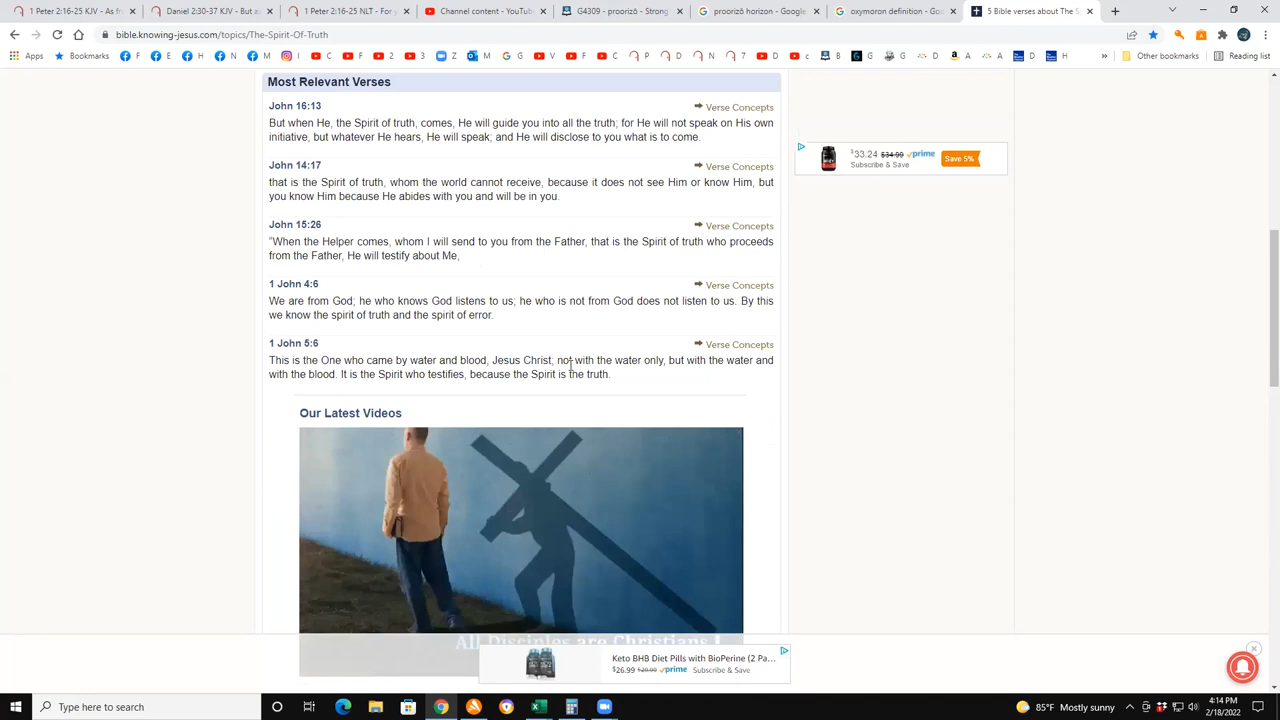 1 Peter 2:16-25 KJV - As fr
Daniel 2:30-37 KJV - But as
1 Peter 2:16-25 NLT - For y
Channel content - YouTube
G4309 - proorizō - Strong
proorizō horizon - Google
oxymoron definition - Goo
5 Bible verses about The S
bible.knowing-jesus.com/topics/The-Spirit-Of-Truth
Apps Bookmarks F E H N M I C F 2 3 Z M G V F C P D N 7 D c B G G D A A D H » Other bookmarks Reading list
Most Relevant Verses
John 16:13
Verse Concepts
But when He, the Spirit of truth, comes, He will guide you into all the truth; for He will not speak on His own
initiative, but whatever He hears, He will speak; and He will disclose to you what is to come.
John 14:17
Verse Concepts
that is the Spirit of truth, whom the world cannot receive, because it does not see Him or know Him, but
you know Him because He abides with you and will be in you.
John 15:26
Verse Concepts
"When the Helper comes, whom I will send to you from the Father, that is the Spirit of truth who proceeds
from the Father, He will testify about Me,
1 John 4:6
Verse Concepts
We are from God; he who knows God listens to us; he who is not from God does not listen to us. By this
we know the spirit of truth and the spirit of error.
1 John 5:6
Verse Concepts
This is the One who came by water and blood, Jesus Christ; not with the water only, but with the water and
with the blood. It is the Spirit who testifies, because the Spirit is the truth.
Our Latest Videos
All Disciples are Christians
$33.24 $34.99 prime
Subscribe & Save
Save 5%
Keto BHB Diet Pills with BioPerine (2 Pa...
$26.99 $29.99 prime Subscribe & Save
Type here to search
85°F Mostly sunny
4:14 PM
2/18/2022